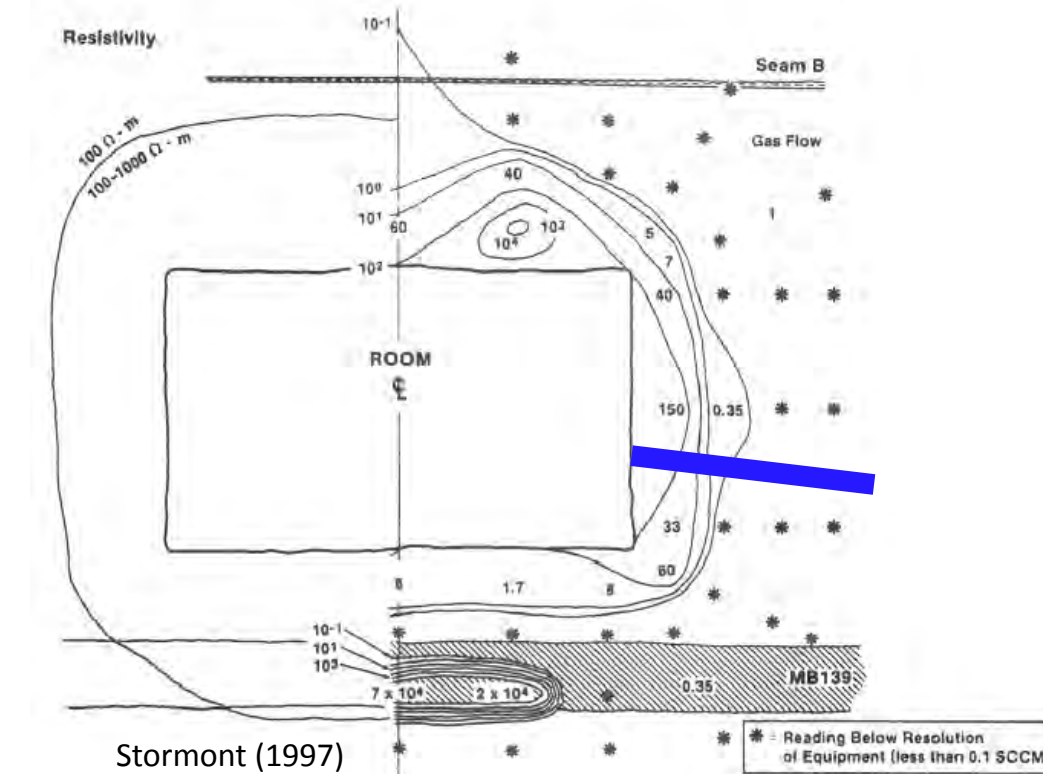 10-1
Resistivity
Seam B
Gas Flow
100 Ω - m
100-1000 Ω - m
40
10⁰
10¹
1
60
5
10³
10⁴
7
10²
40
ROOM
℄
150
0.35
33
60
6
1.7
8
10-1
10¹
10³
7 x 10⁴
2 x 10⁴
0.35
MB139
* = Reading Below Resolution
of Equipment (less than 0.1 SCCM
Stormont (1997)